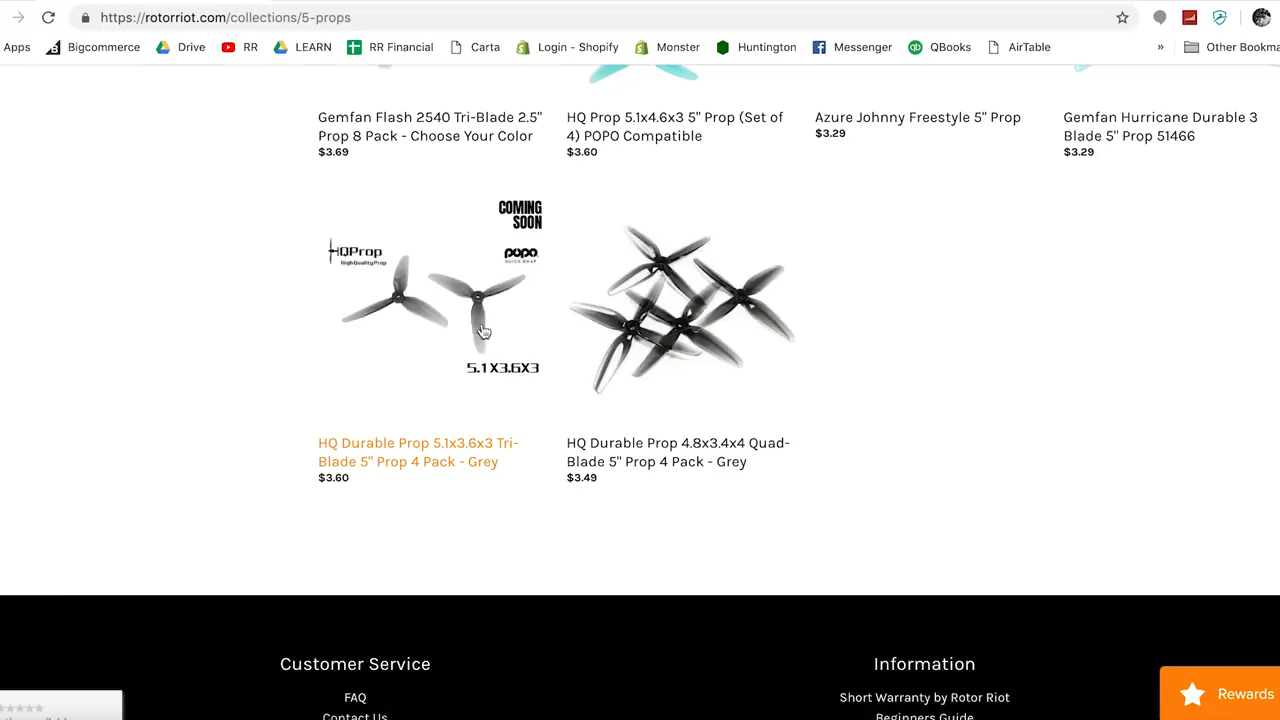 https://rotorriot.com/collections/5-props
Apps Bigcommerce Drive RR LEARN RR Financial Carta Login - Shopify Monster Huntington Messenger QBooks AirTable » Other Bookma
Gemfan Flash 2540 Tri-Blade 2.5"
Prop 8 Pack - Choose Your Color
$3.69
HQ Prop 5.1x4.6x3 5" Prop (Set of
4) POPO Compatible
$3.60
Azure Johnny Freestyle 5" Prop
$3.29
Gemfan Hurricane Durable 3
Blade 5" Prop 51466
$3.29
COMING
SOON
HQProp
High Quality Prop
POPO
QUICK SWAP
5.1X3.6X3
HQ Durable Prop 5.1x3.6x3 Tri-
Blade 5" Prop 4 Pack - Grey
$3.60
HQ Durable Prop 4.8x3.4x4 Quad-
Blade 5" Prop 4 Pack - Grey
$3.49
Customer Service
FAQ
Contact Us
Information
Short Warranty by Rotor Riot
Beginners Guide
Rewards